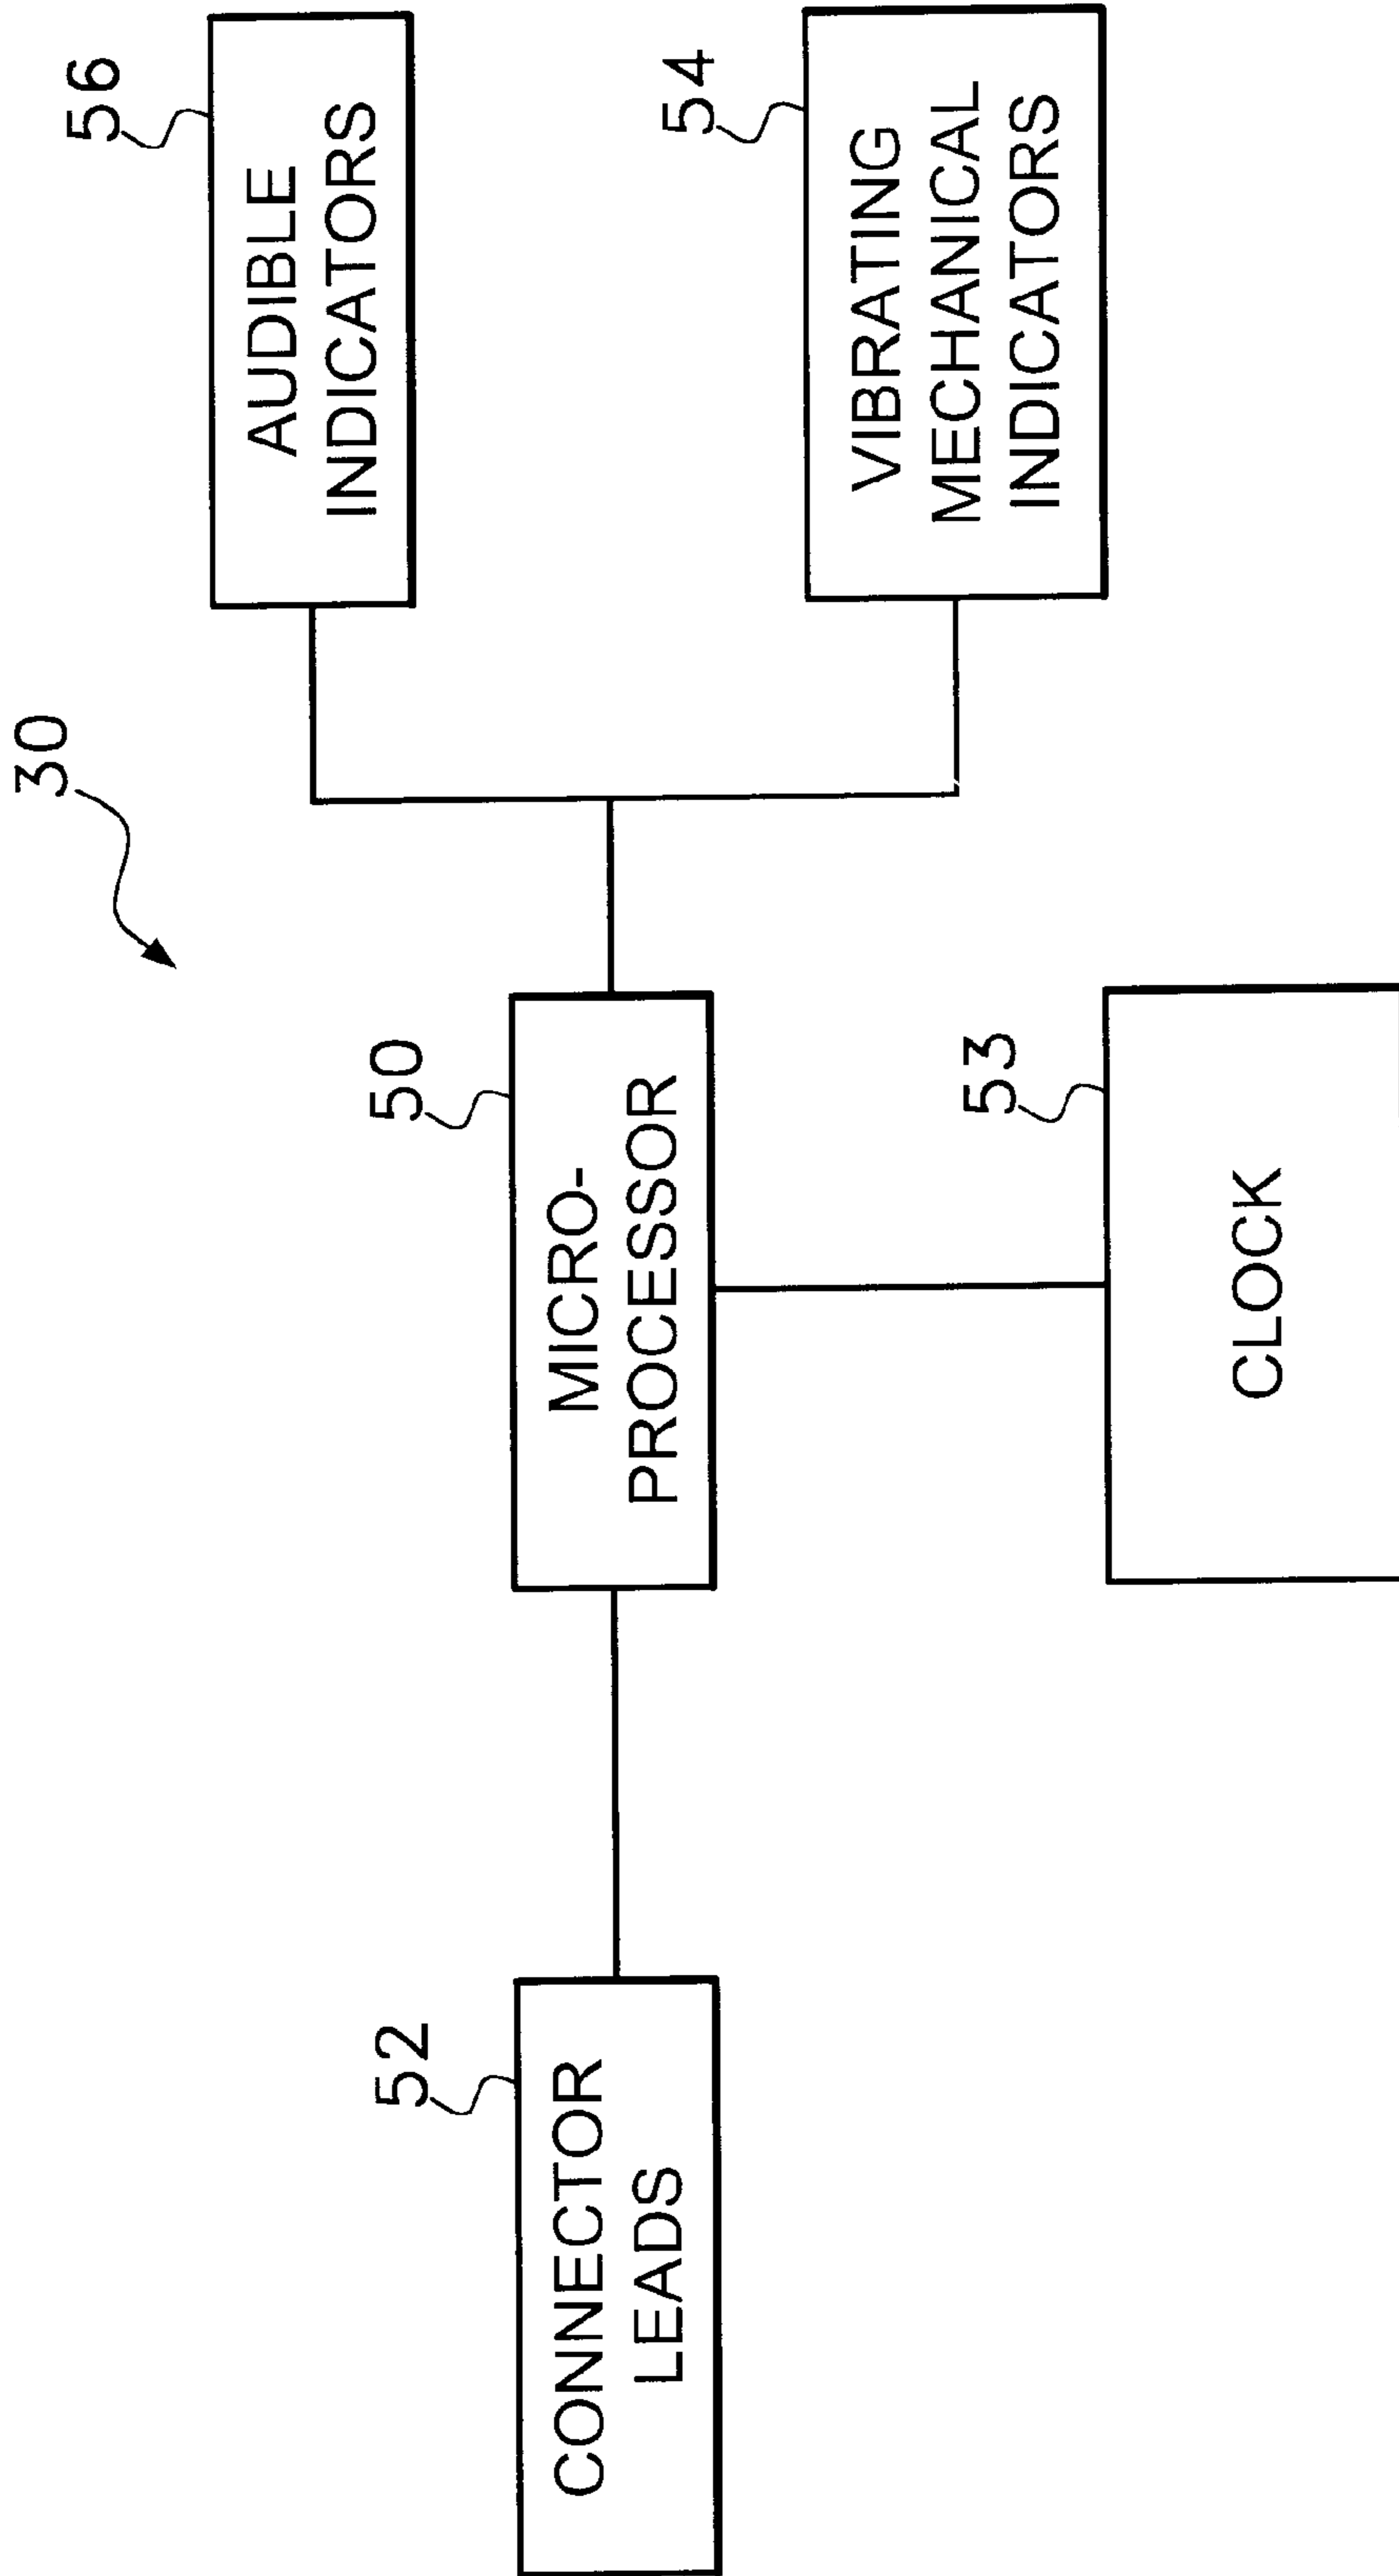 30
56
AUDIBLE
INDICATORS
50
MICRO-
PROCESSOR
52
CONNECTOR
LEADS
54
VIBRATING
MECHANICAL
INDICATORS
53
CLOCK